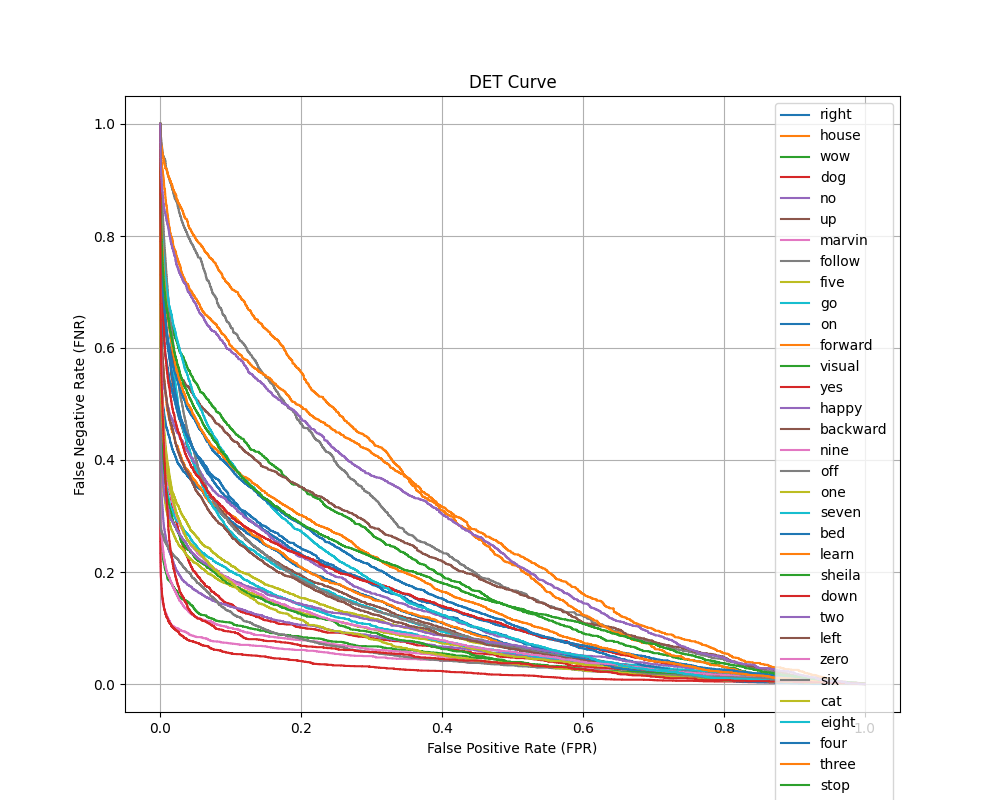 DET Curve
False Negative Rate (FNR)
1.0
0.8
0.6
0.4
0.2
0.0
0.0 0.2 0.4 0.6 0.8 1.0
False Positive Rate (FPR)
right
house
wow
dog
no
up
marvin
follow
five
go
on
forward
visual
yes
happy
backward
nine
off
one
seven
bed
learn
sheila
down
two
left
zero
six
cat
eight
four
three
stop